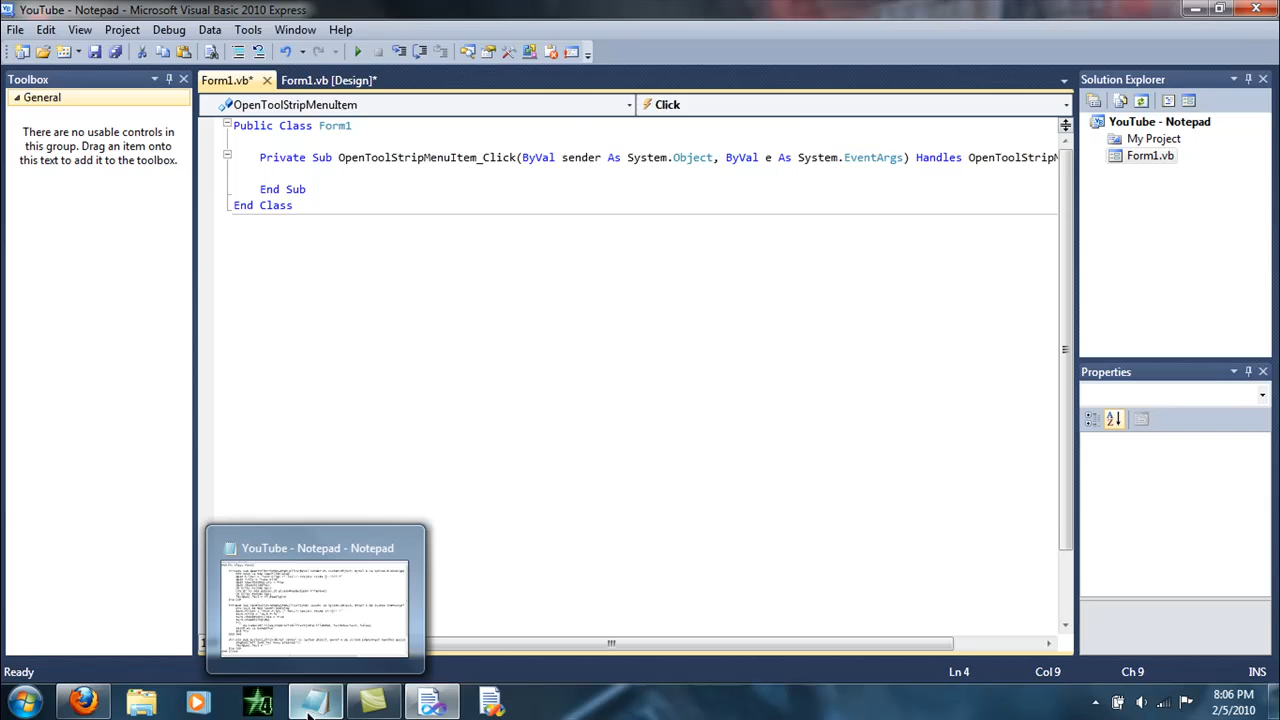 YouTube - Notepad - Microsoft Visual Basic 2010 Express
File Edit View Project Debug Data Tools Window Help
Toolbox
General
There are no usable controls in
this group. Drag an item onto
this text to add it to the toolbox.
Form1.vb*
Form1.vb [Design]*
OpenToolStripMenuItem
Click
Public Class Form1
Private Sub OpenToolStripMenuItem_Click(ByVal sender As System.Object, ByVal e As System.EventArgs) Handles OpenToolStripM
End Sub
End Class
Solution Explorer
YouTube - Notepad
My Project
Form1.vb
Properties
YouTube - Notepad - Notepad
Ready
Ln 4
Col 9
Ch 9
INS
8:06 PM
2/5/2010